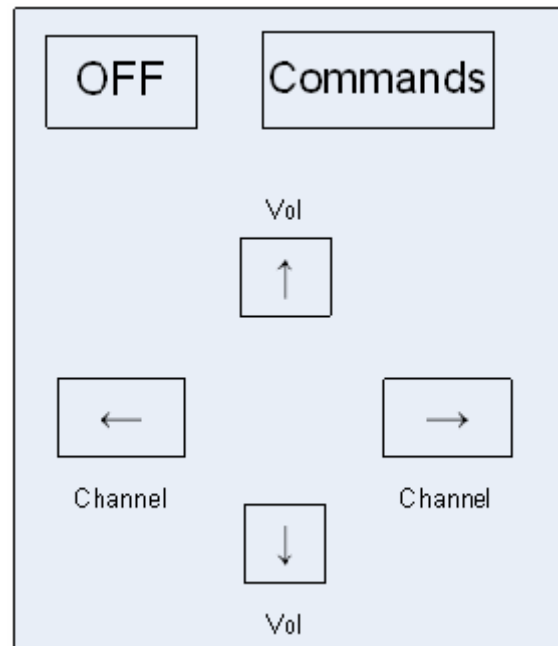 OFF
Commands
Vol
↑
←
→
Channel
Channel
↓
Vol